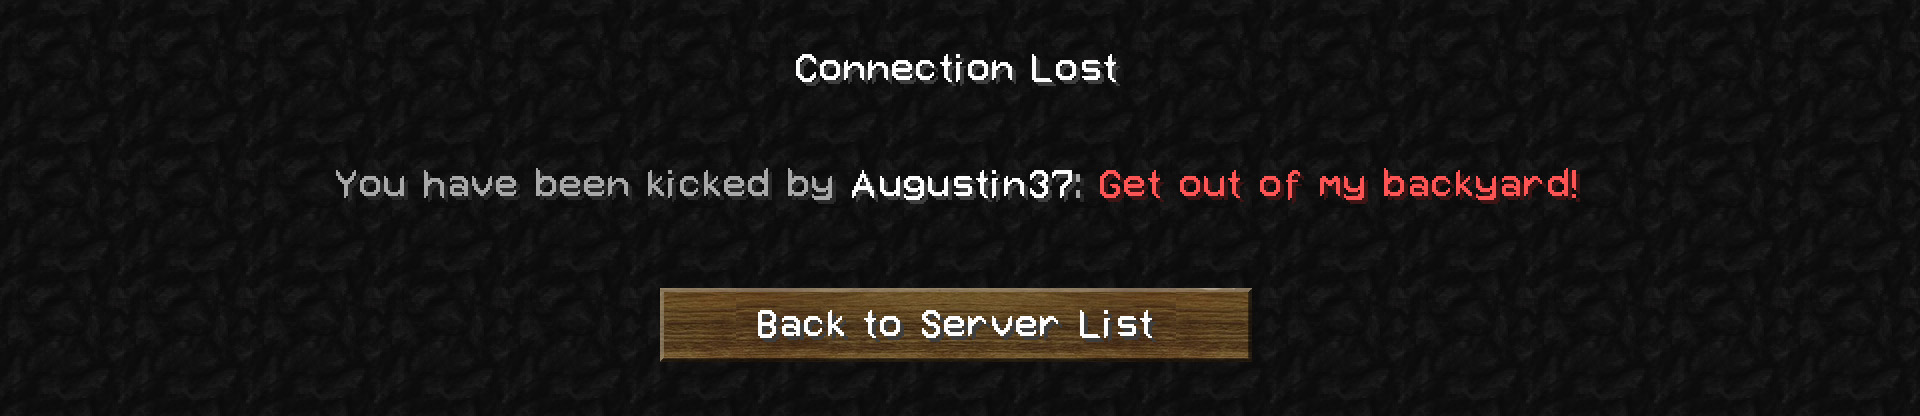 Connection Lost
You have been kicked by Augustin37: Get out of my backyard!
Back to Server List